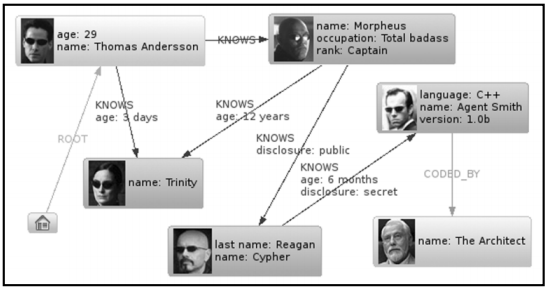 age: 29
name: Thomas Andersson
KNOWS
name: Morpheus
occupation: Total badass
rank: Captain
language: C++
name: Agent Smith
version: 1.0b
KNOWS
age: 3 days
KNOWS
age: 12 years
ROOT
KNOWS
disclosure: public
KNOWS
age: 6 months
disclosure: secret
CODED_BY
name: Trinity
last name: Reagan
name: Cypher
name: The Architect